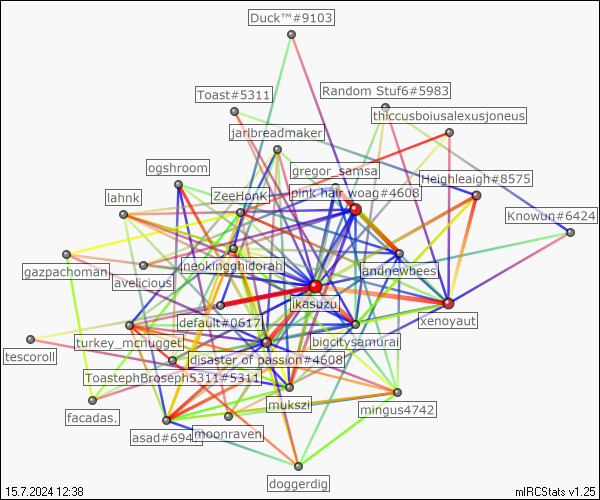 Duck™#9103
Toast#5311
Random Stuf6#5983
thiccusboiusalexusjoneus
jarlbreadmaker
ogshroom
gregor_samsa
Heighleaigh#8575
lahnk
ZeeHonk
pink hair woag#4608
Knowun#6424
gazpachoman
neokingghidorah
andrewbees
avelicious
ikasuzu
xenoyaut
default#0617
turkey_mcnugget
bigcitysamurai
tescoroll
disaster of passion#4608
ToastephBroseph5311#5311
facadas.
mukszi
mingus4742
asad#694
moonraven
doggerdig
15.7.2024 12:38
mIRCStats v1.25